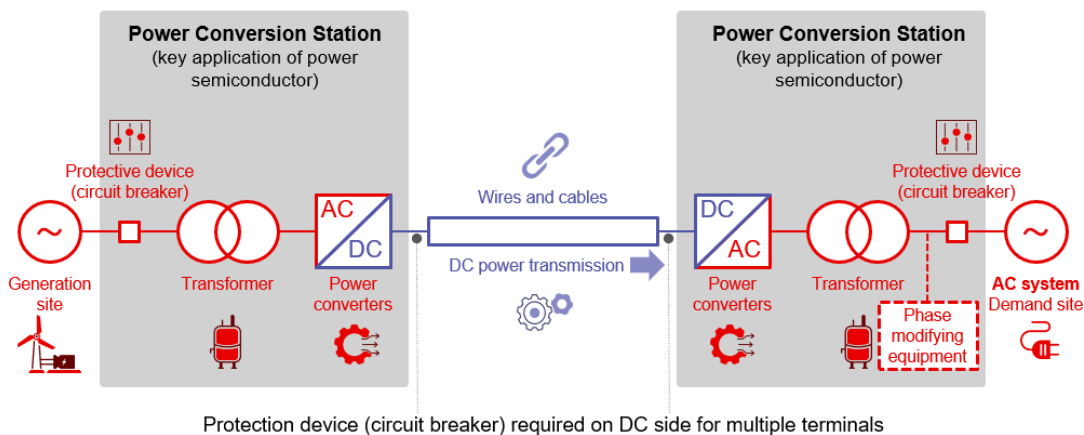 Power Conversion Station
(key application of power
semiconductor)
Power Conversion Station
(key application of power
semiconductor)
Protective device
(circuit breaker)
Wires and cables
Protective device
(circuit breaker)
~
AC
DC
DC
AC
~
Generation
site
Transformer
Power
converters
DC power transmission
Power
converters
Transformer
AC system
Demand site
Phase
modifying
equipment
Protection device (circuit breaker) required on DC side for multiple terminals